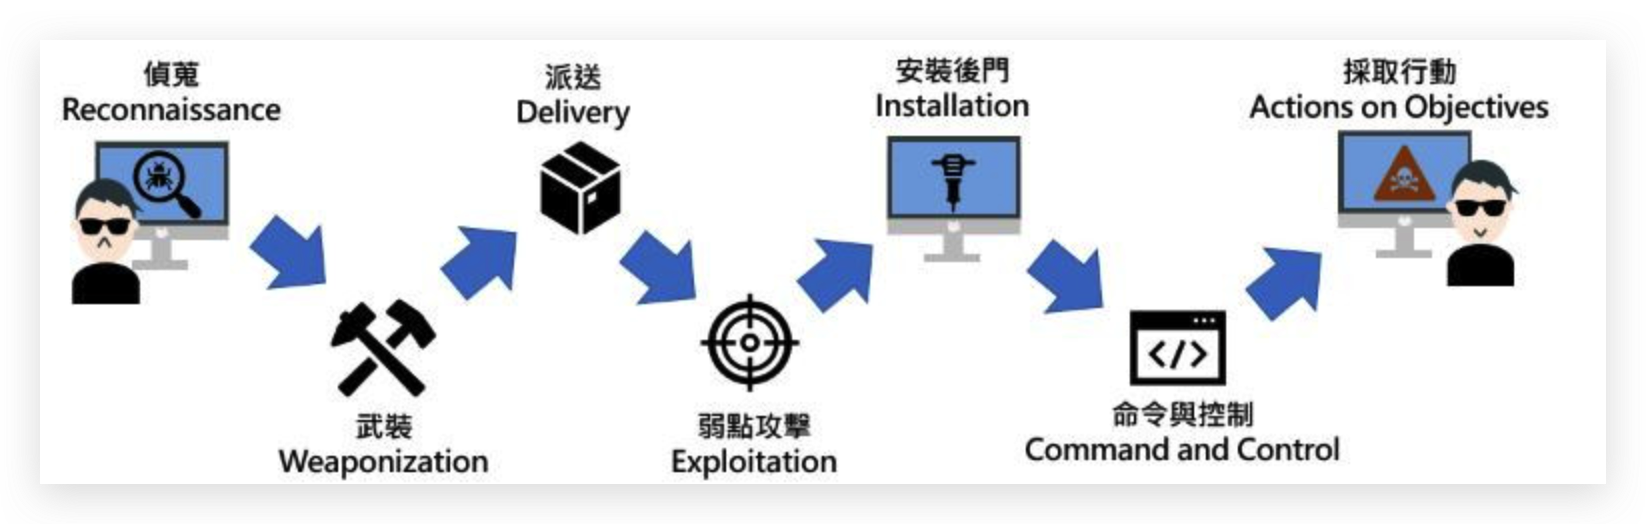 偵蒐
Reconnaissance
武裝
Weaponization
派送
Delivery
弱點攻擊
Exploitation
安裝後門
Installation
命令與控制
Command and Control
採取行動
Actions on Objectives